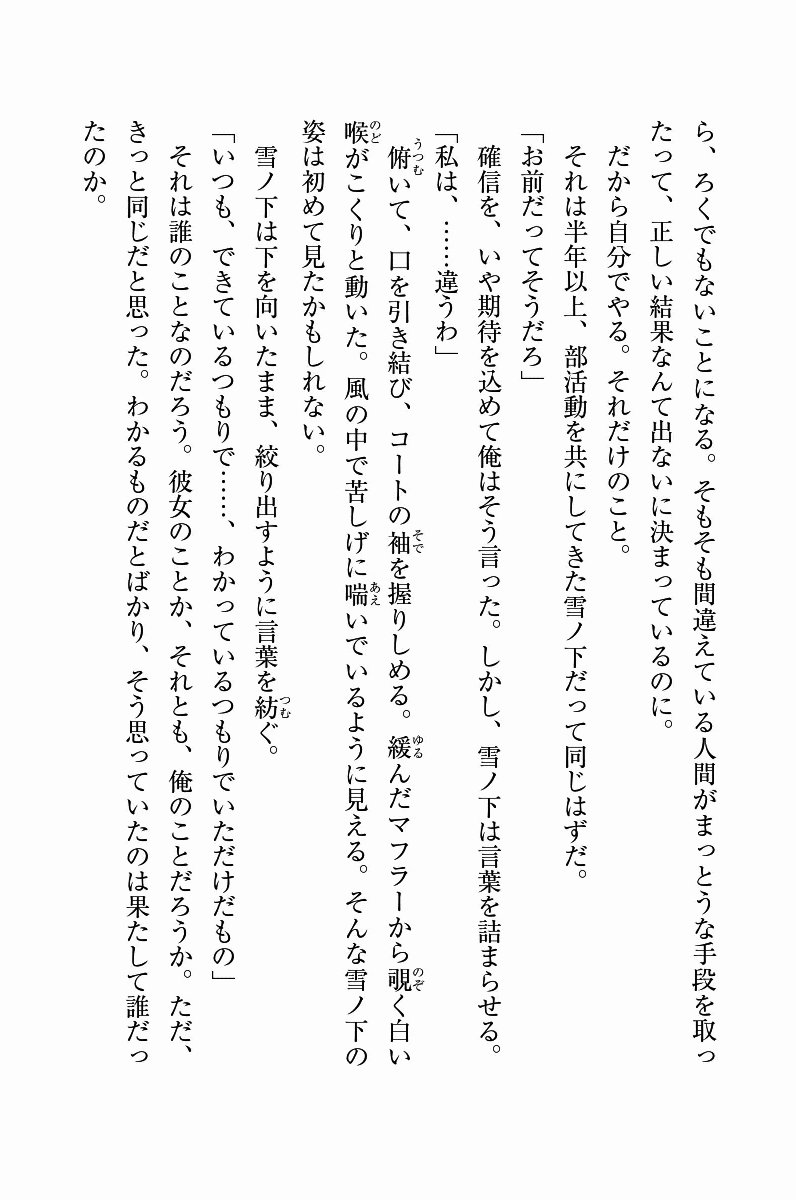 ら、ろくでもないことになる。そもそも間違えている人間がまっとうな手段を取っ
たって、正しい結果なんて出ないに決まっているのに。
だから自分でやる。それだけのこと。
それは半年以上、部活動を共にしてきた雪ノ下だって同じはずだ。
「お前だってそうだろ」
確信を、いや期待を込めて俺はそう言った。しかし、雪ノ下は言葉を詰まらせる。
「私は、……違うわ」
俯いて、口を引き結び、コートの袖を握りしめる。緩んだマフラーから覗く白い
喉がこくりと動いた。風の中で苦しげに喘いでいるように見える。そんな雪ノ下の
姿は初めて見たかもしれない。
雪ノ下は下を向いたまま、絞り出すように言葉を紡ぐ。
「いつも、できているつもりで……、わかっているつもりでいただけだもの」
それは誰のことなのだろう。彼女のことか、それとも、俺のことだろうか。ただ、
きっと同じだと思った。わかるものだとばかり、そう思っていたのは果たして誰だっ
たのか。